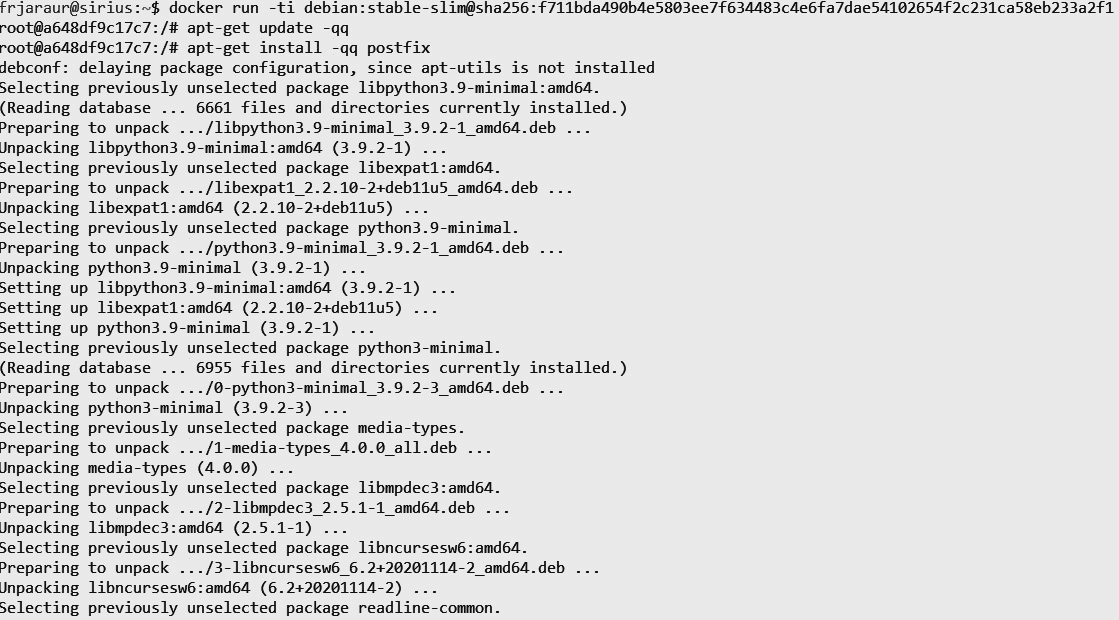 frjaraur@sirius:~$ docker run -ti debian:stable-slim@sha256:f711bda490b4e5803ee7f634483c4e6fa7dae54102654f2c231ca58eb233a2f1
root@a648df9c17c7:/# apt-get update -qq
root@a648df9c17c7:/# apt-get install -qq postfix
debconf: delaying package configuration, since apt-utils is not installed
Selecting previously unselected package libpython3.9-minimal:amd64.
(Reading database ... 6661 files and directories currently installed.)
Preparing to unpack .../libpython3.9-minimal_3.9.2-1_amd64.deb ...
Unpacking libpython3.9-minimal:amd64 (3.9.2-1) ...
Selecting previously unselected package libexpat1:amd64.
Preparing to unpack .../libexpat1_2.2.10-2+deb11u5_amd64.deb ...
Unpacking libexpat1:amd64 (2.2.10-2+deb11u5) ...
Selecting previously unselected package python3.9-minimal.
Preparing to unpack .../python3.9-minimal_3.9.2-1_amd64.deb ...
Unpacking python3.9-minimal (3.9.2-1) ...
Setting up libpython3.9-minimal:amd64 (3.9.2-1) ...
Setting up libexpat1:amd64 (2.2.10-2+deb11u5) ...
Setting up python3.9-minimal (3.9.2-1) ...
Selecting previously unselected package python3-minimal.
(Reading database ... 6955 files and directories currently installed.)
Preparing to unpack .../0-python3-minimal_3.9.2-3_amd64.deb ...
Unpacking python3-minimal (3.9.2-3) ...
Selecting previously unselected package media-types.
Preparing to unpack .../1-media-types_4.0.0_all.deb ...
Unpacking media-types (4.0.0) ...
Selecting previously unselected package libmpdec3:amd64.
Preparing to unpack .../2-libmpdec3_2.5.1-1_amd64.deb ...
Unpacking libmpdec3:amd64 (2.5.1-1) ...
Selecting previously unselected package libncursesw6:amd64.
Preparing to unpack .../3-libncursesw6_6.2+20201114-2_amd64.deb ...
Unpacking libncursesw6:amd64 (6.2+20201114-2) ...
Selecting previously unselected package readline-common.